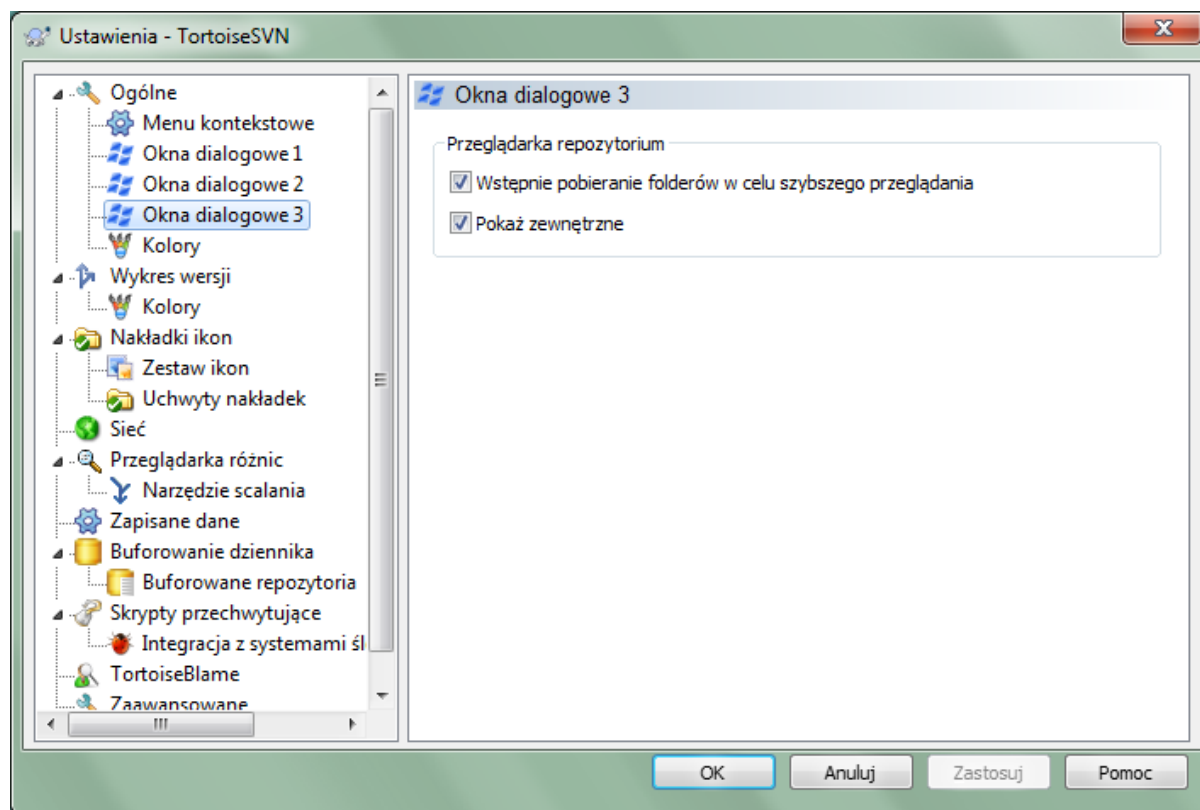 Ustawienia - TortoiseSVN
Ogólne
Menu kontekstowe
Okna dialogowe 1
Okna dialogowe 2
Okna dialogowe 3
Kolory
Wykres wersji
Kolory
Nakładki ikon
Zestaw ikon
Uchwyty nakładek
Sieć
Przeglądarka różnic
Narzędzie scalania
Zapisane dane
Buforowanie dziennika
Buforowane repozytoria
Skrypty przechwytujące
Integracja z systemami śl
TortoiseBlame
Zaawansowane
Okna dialogowe 3
Przeglądarka repozytorium
Wstępnie pobieranie folderów w celu szybszego przeglądania
Pokaż zewnętrzne
OK
Anuluj
Zastosuj
Pomoc